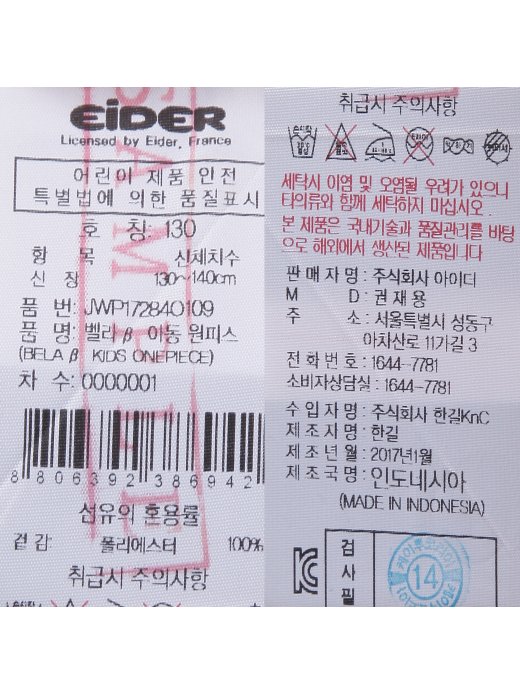 EIDER
Licensed by Eider, France
어린이 제품 안전
특별법에 의한 품질표시
호 칭: 130
항 목 신체치수
신 장 130~140cm
품 번: JWP17284O109
품 명: 벨라 β 아동 원피스
(BELA β KIDS ONEPIECE)
차 수: 0000001
8 806392 386942
섬유의 혼용률
겉 감 폴리에스터 100%
취급시 주의사항
SAMPLE
취급시 주의사항
세탁시 이염 및 오염될 우려가 있으니
타의류와 함께 세탁하지 마십시오.
본 제품은 국내기술과 품질관리를 바탕
으로 해외에서 생산된 제품입니다
판 매 자 명 : 주식회사 아이더
M D : 권 재 용
주 소 : 서울특별시 성동구
아차산로 11가길 3
전 화 번 호 : 1644-7781
소비자상담실 : 1644-7781
수 입 자 명 : 주식회사 한길KnC
제 조 자 명 : 한길
제 조 년 월 : 2017년 1월
제 조 국 명 : 인도네시아
(MADE IN INDONESIA)
검
사
필
14